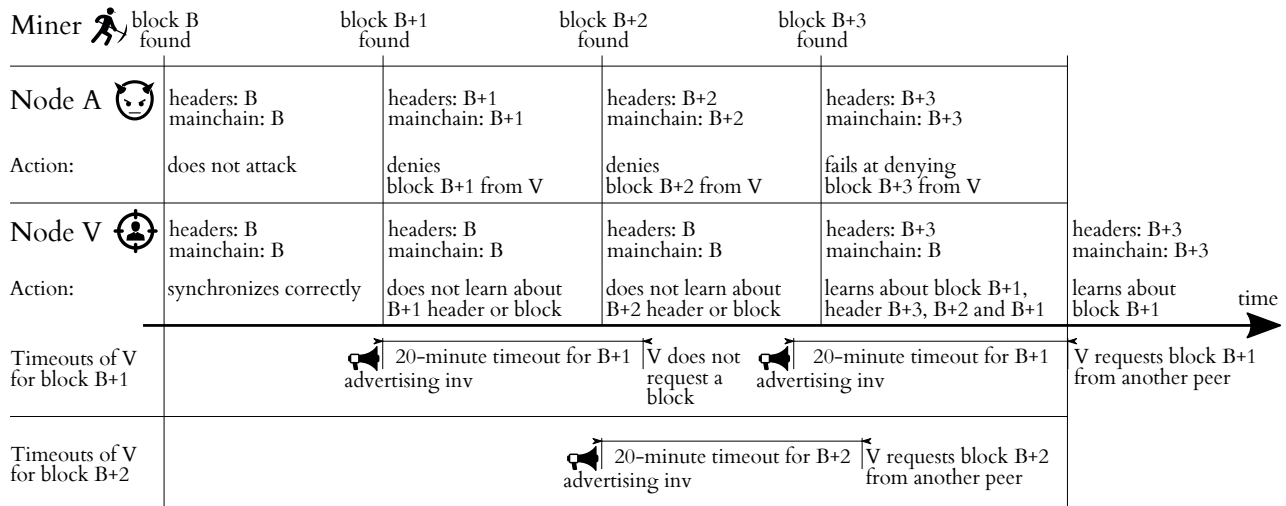 Miner
block B
found
block B+1
found
block B+2
found
block B+3
found
Node A
headers: B
mainchain: B
headers: B+1
mainchain: B+1
headers: B+2
mainchain: B+2
headers: B+3
mainchain: B+3
Action:
does not attack
denies
block B+1 from V
denies
block B+2 from V
fails at denying
block B+3 from V
Node V
headers: B
mainchain: B
headers: B
mainchain: B
headers: B
mainchain: B
headers: B+3
mainchain: B
headers: B+3
mainchain: B+3
Action:
synchronizes correctly
does not learn about
B+1 header or block
does not learn about
B+2 header or block
learns about block B+1,
header B+3, B+2 and B+1
learns about
block B+1
time
Timeouts of V
for block B+1
20-minute timeout for B+1
advertising inv
V does not
request a
block
20-minute timeout for B+1
advertising inv
V requests block B+1
from another peer
Timeouts of V
for block B+2
20-minute timeout for B+2
advertising inv
V requests block B+2
from another peer